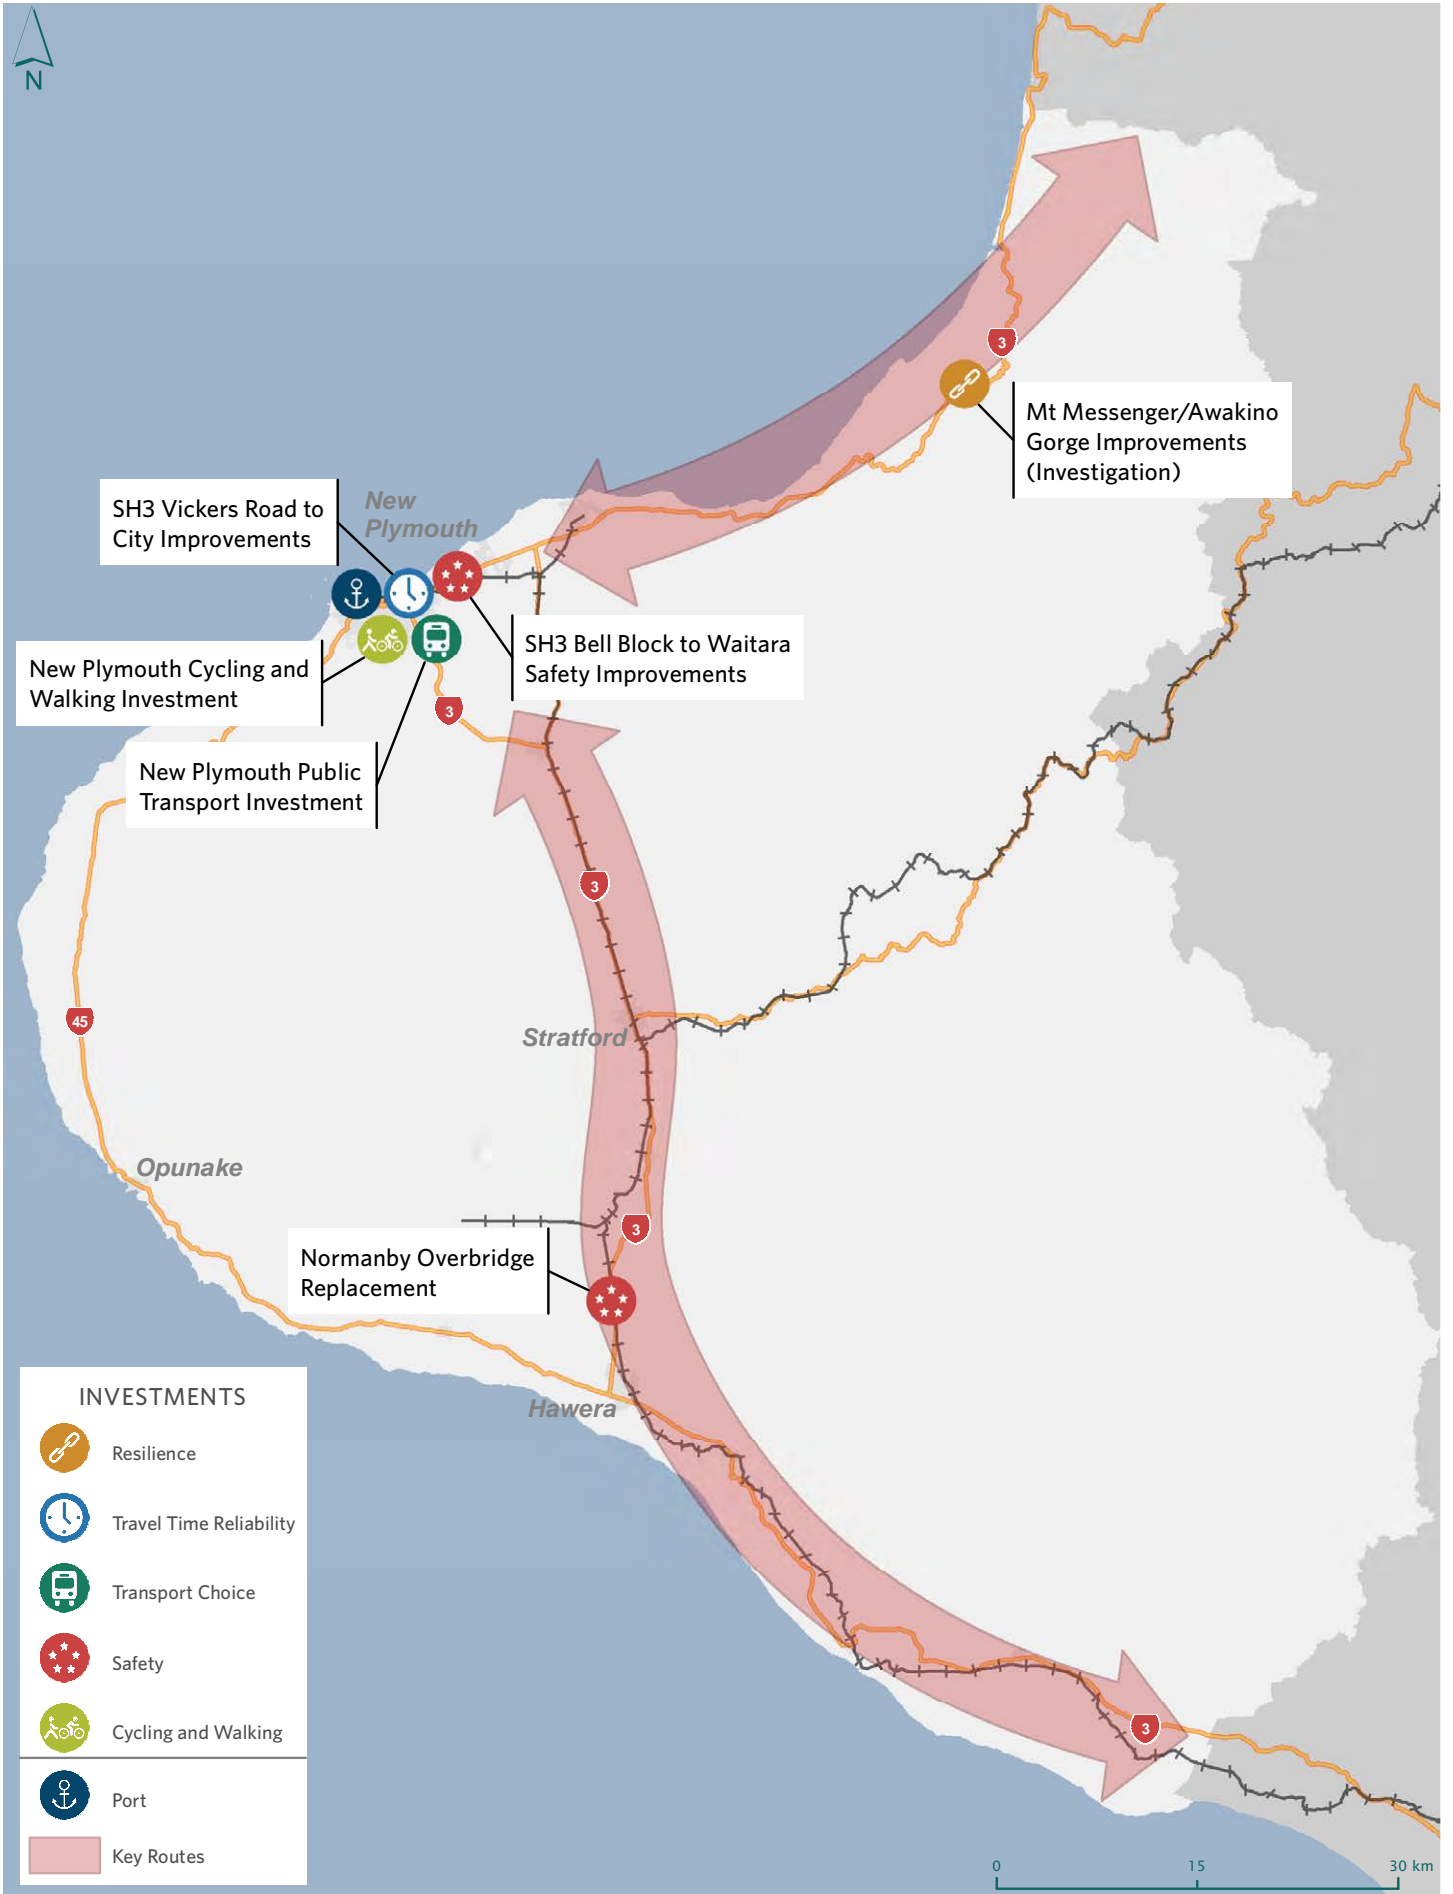 N
3
Mt Messenger/Awakino
Gorge Improvements
(Investigation)
SH3 Vickers Road to
City Improvements
New
Plymouth
SH3 Bell Block to Waitara
Safety Improvements
New Plymouth Cycling and
Walking Investment
3
New Plymouth Public
Transport Investment
3
45
Stratford
Opunake
3
Normanby Overbridge
Replacement
Hawera
INVESTMENTS
Resilience
Travel Time Reliability
Transport Choice
Safety
Cycling and Walking
Port
Key Routes
3
0 15 30 km